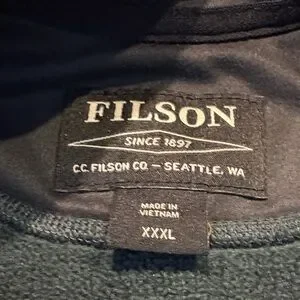 FILSON
SINCE 1897
C.C. FILSON CO. – SEATTLE, WA
MADE IN
VIETNAM
XXXL